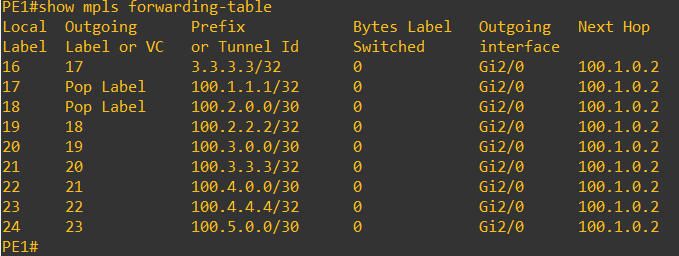 PE1#show mpls forwarding-table
Local Outgoing Prefix Bytes Label Outgoing Next Hop
Label Label or VC or Tunnel Id Switched interface
16 17 3.3.3.3/32 0 Gi2/0 100.1.0.2
17 Pop Label 100.1.1.1/32 0 Gi2/0 100.1.0.2
18 Pop Label 100.2.0.0/30 0 Gi2/0 100.1.0.2
19 18 100.2.2.2/32 0 Gi2/0 100.1.0.2
20 19 100.3.0.0/30 0 Gi2/0 100.1.0.2
21 20 100.3.3.3/32 0 Gi2/0 100.1.0.2
22 21 100.4.0.0/30 0 Gi2/0 100.1.0.2
23 22 100.4.4.4/32 0 Gi2/0 100.1.0.2
24 23 100.5.0.0/30 0 Gi2/0 100.1.0.2
PE1#